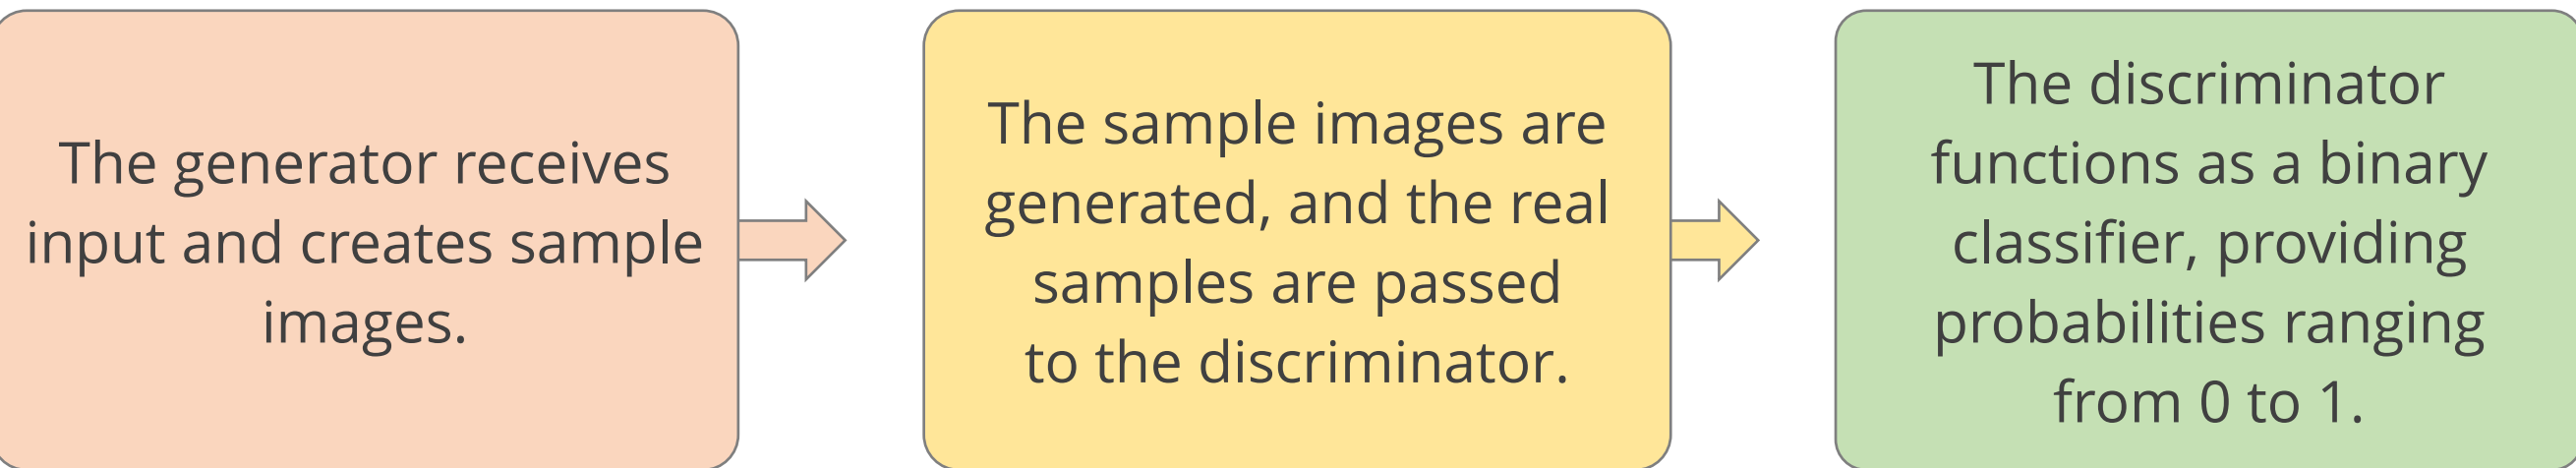 The generator receives
input and creates sample
images.
The sample images are
generated, and the real
samples are passed
to the discriminator.
The discriminator
functions as a binary
classifier, providing
probabilities ranging
from 0 to 1.